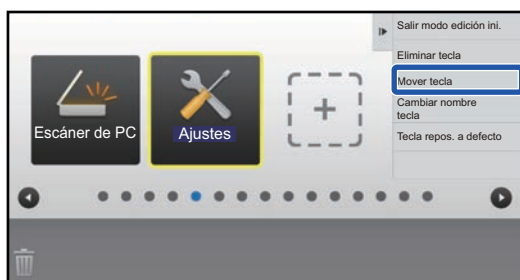 Salir modo edición ini.
Eliminar tecla
Mover tecla
Cambiar nombre
tecla
Tecla repos. a defecto
Escáner de PC
Ajustes